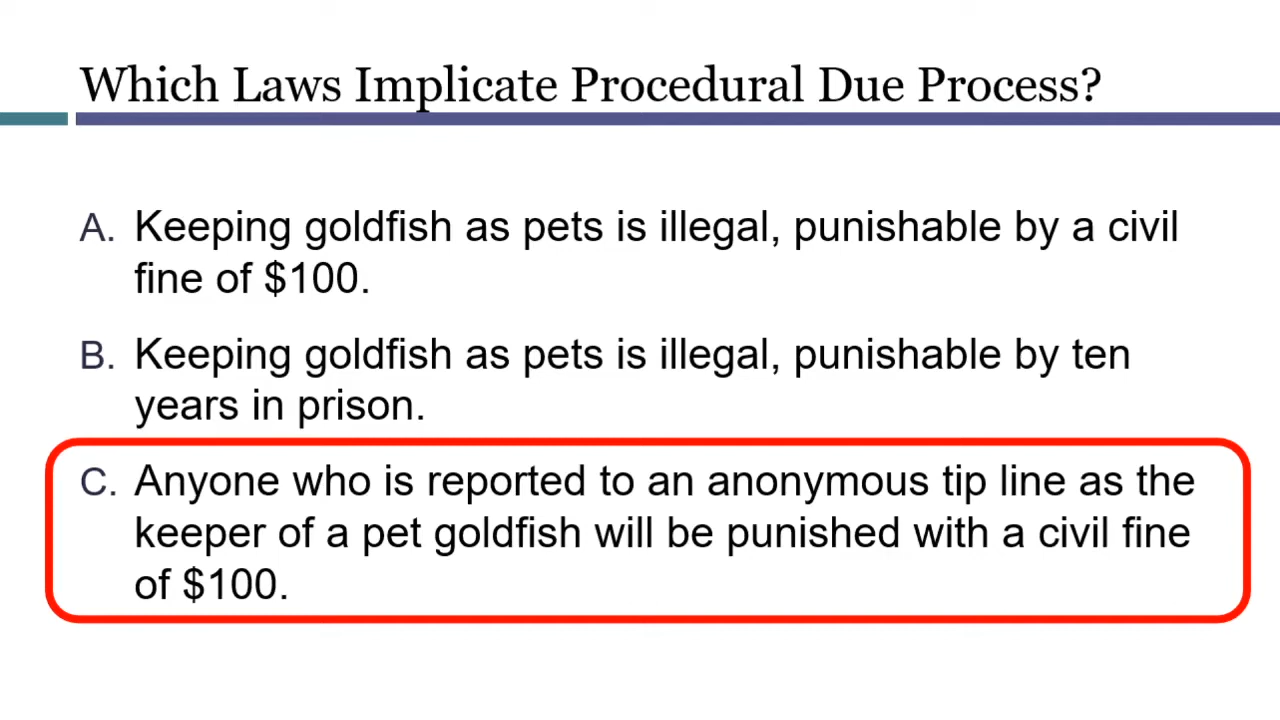 Which Laws Implicate Procedural Due Process?
A. Keeping goldfish as pets is illegal, punishable by a civil
fine of $100.
B. Keeping goldfish as pets is illegal, punishable by ten
years in prison.
C. Anyone who is reported to an anonymous tip line as the
keeper of a pet goldfish will be punished with a civil fine
of $100.